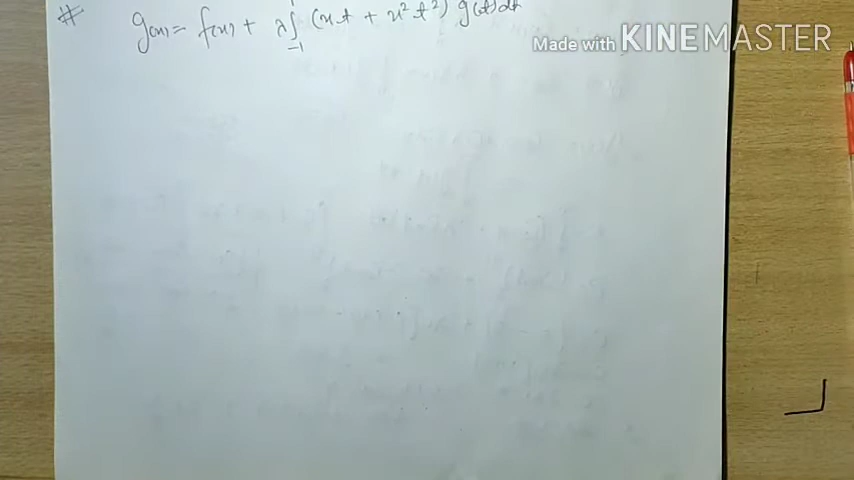 # g(x) = f(x) + λ∫₋₁¹ (xt + x²t²) g(t)dt
Made with KINEMASTER